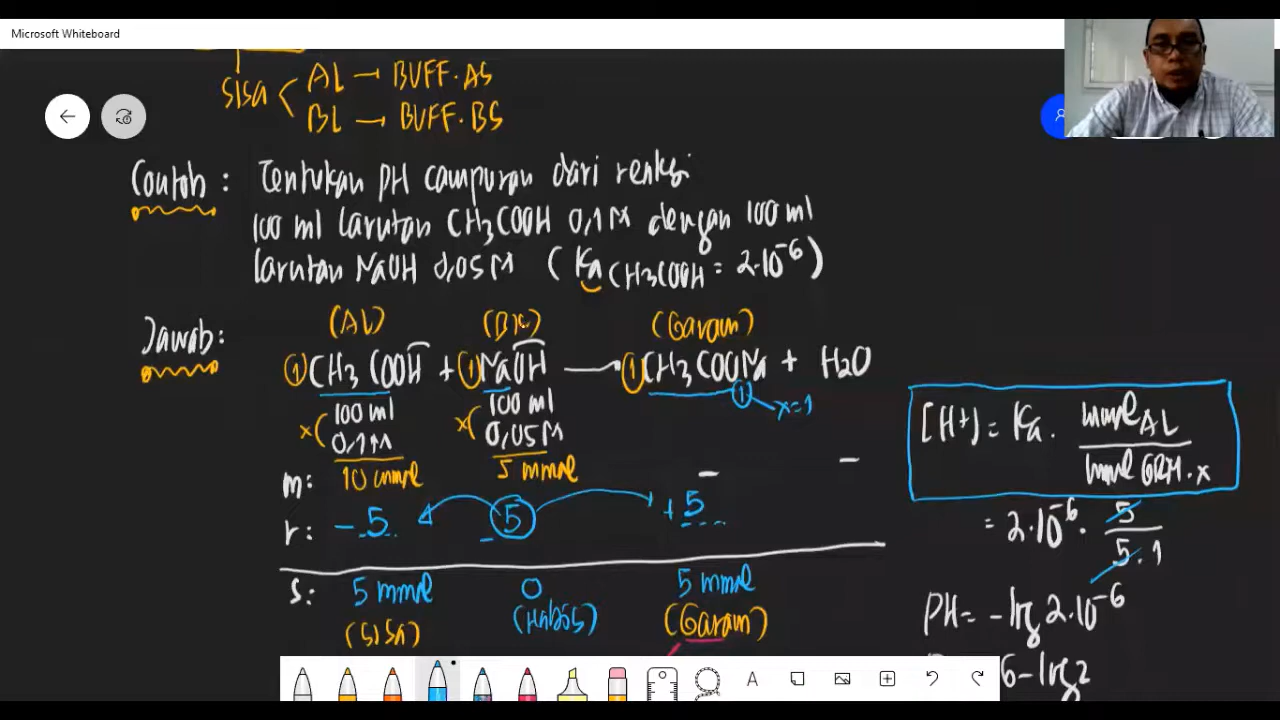 Microsoft Whiteboard
SISA < AL → BUFF.AS
BL → BUFF.BS
Contoh : Tentukan PH campuran dari reaksi
100 ml larutan CH3COOH 0,1M dengan 100 ml
larutan NaOH 0,05M ( Ka CH3COOH = 2.10⁻⁶ )
Jawab :
(AL) (BK) (Garam)
① CH3COOH + ① NaOH → ① CH3COONa + H2O
① x=1
×( 100 ml ×( 100 ml
0,1M 0,05M
m: 10 mmol 5 mmol – –
r: -5 -5 +5
s: 5 mmol 0 5 mmol
(SISA) (Habis) (Garam)
[H+] = Ka . mmol AL
mmol GRM . x
= 2.10⁻⁶ . 5
5 . 1
PH = -log 2.10⁻⁶
6 - log 2